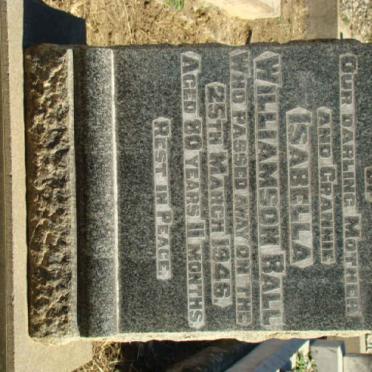 OUR DARLING MOTHER
AND GRANNIE
ISABELLA
WILLIAMSON BALL
WHO PASSED AWAY ON THE
25TH MARCH 1946
AGED 80 YEARS 11 MONTHS
REST IN PEACE